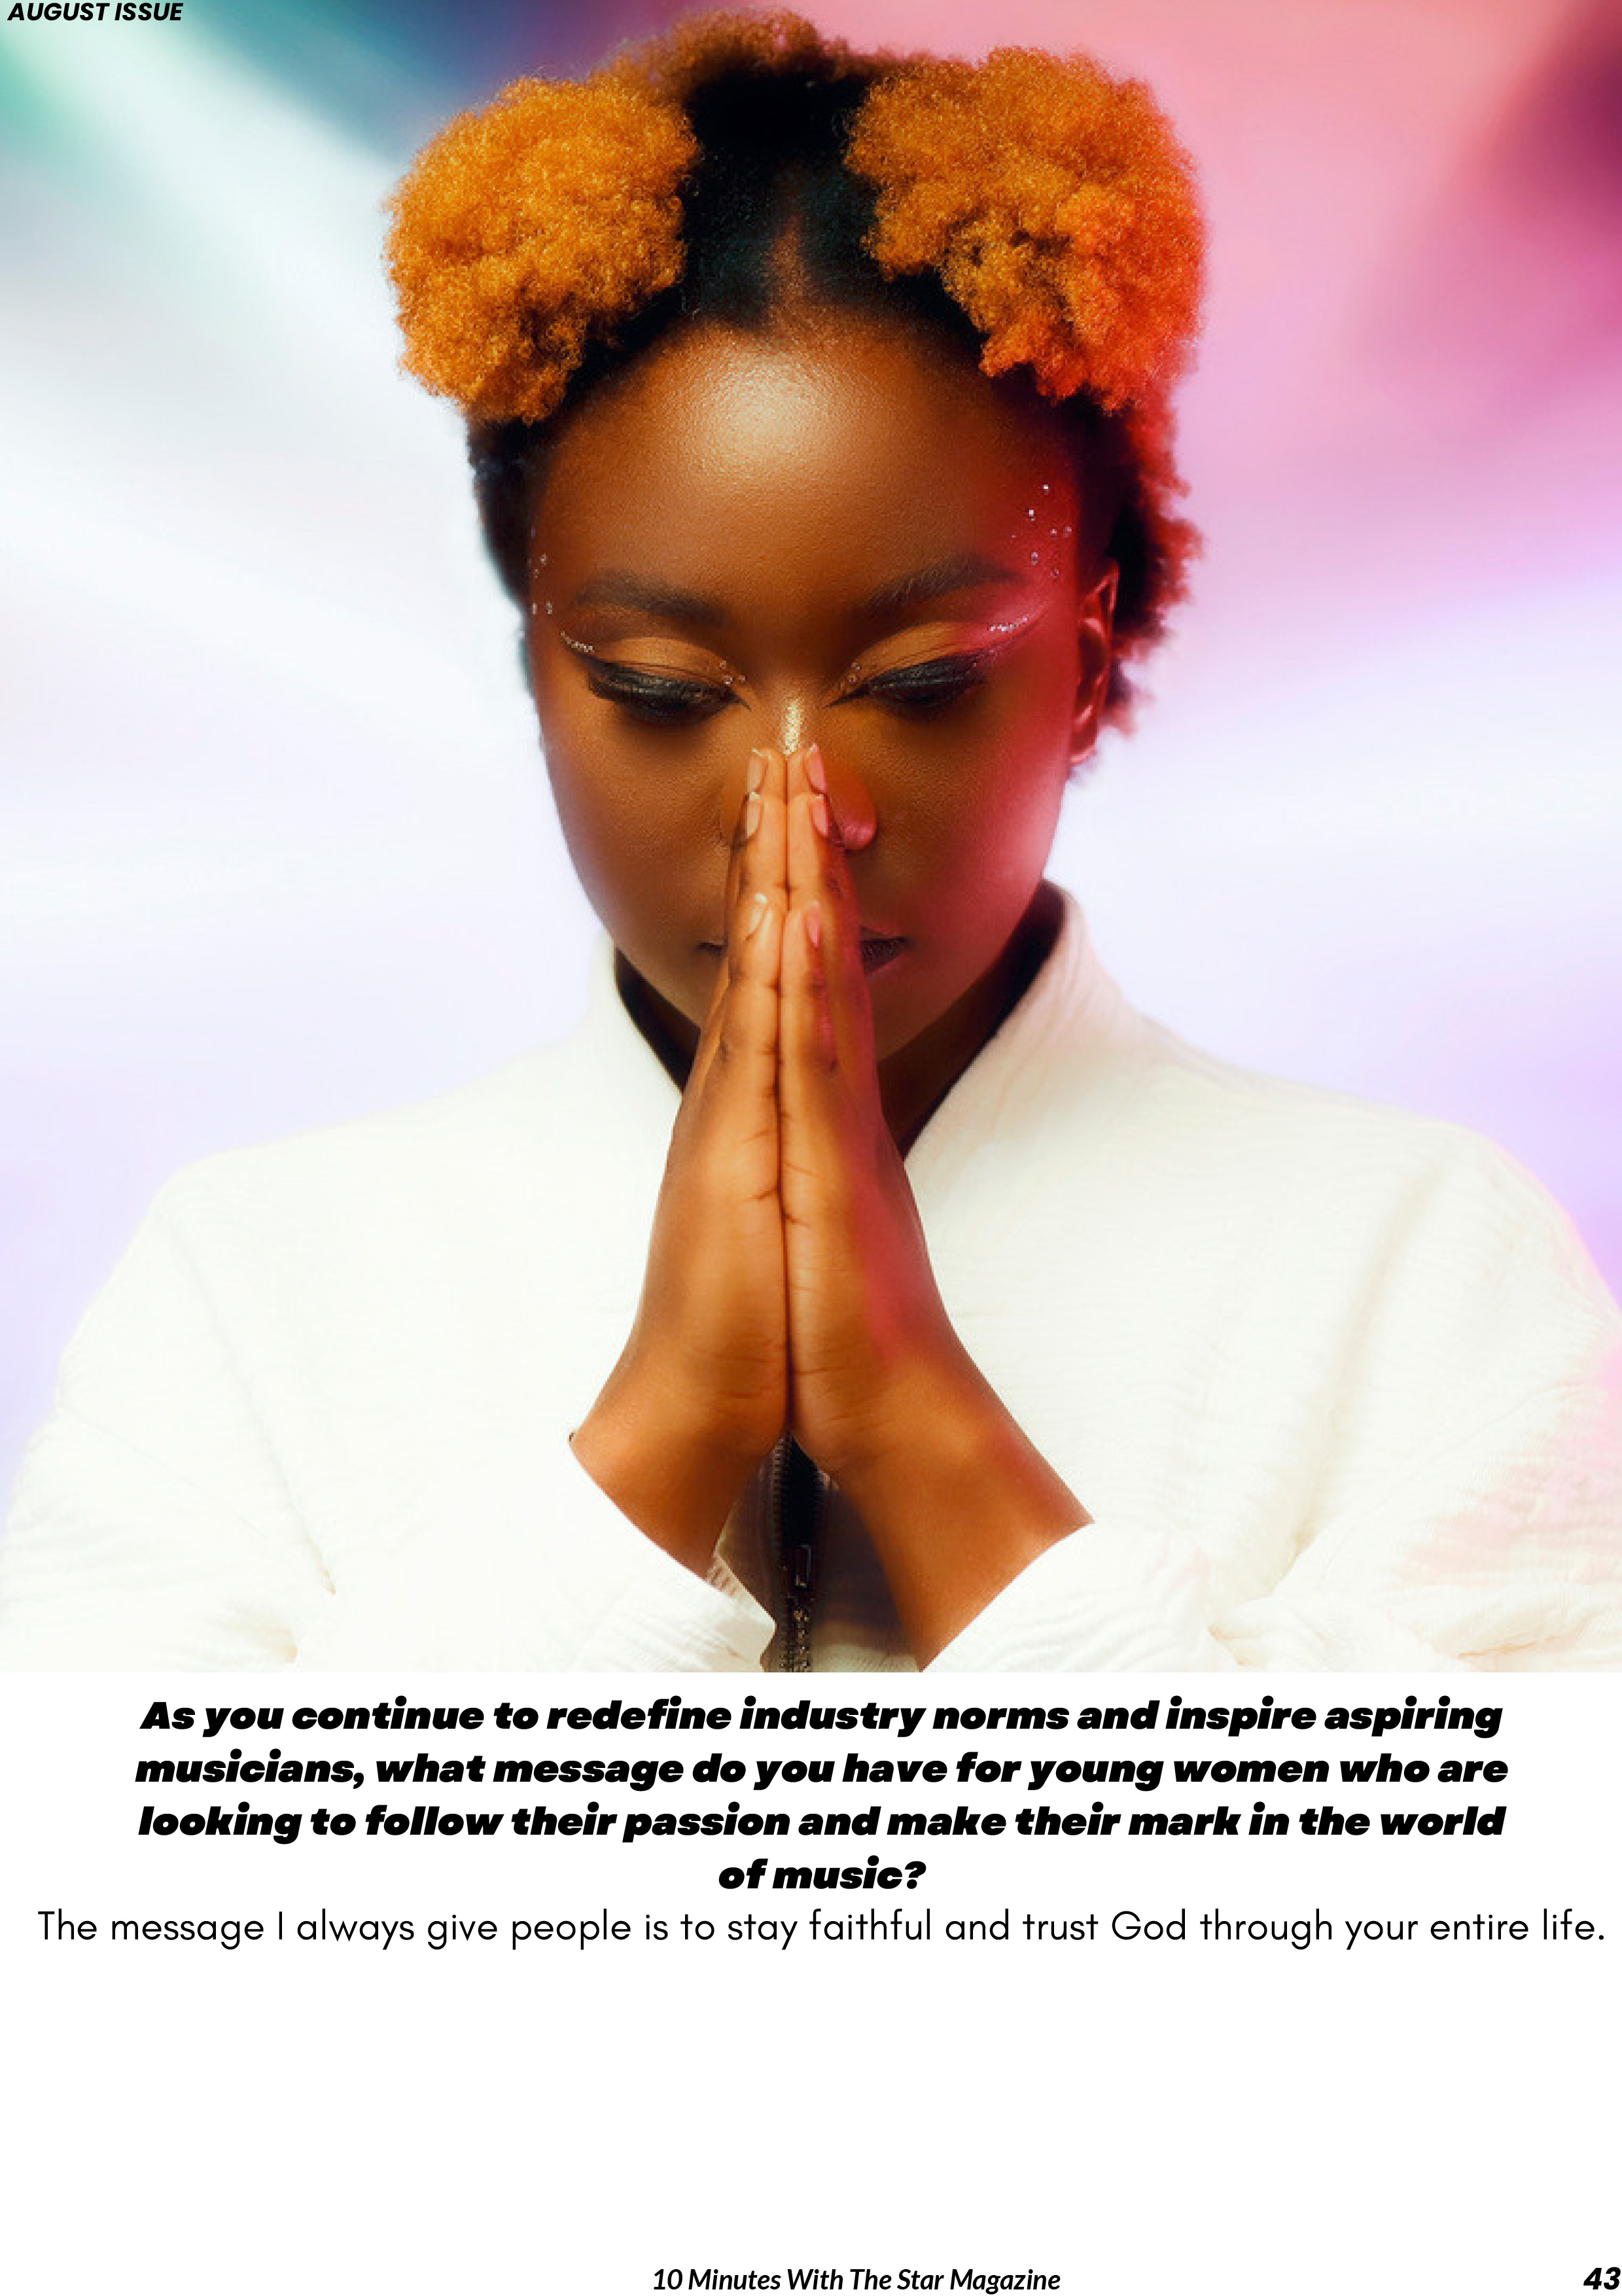 AUGUST ISSUE
As you continue to redefine industry norms and inspire aspiring
musicians, what message do you have for young women who are
looking to follow their passion and make their mark in the world
of music?
The message I always give people is to stay faithful and trust God through your entire life.
10 Minutes With The Star Magazine
43